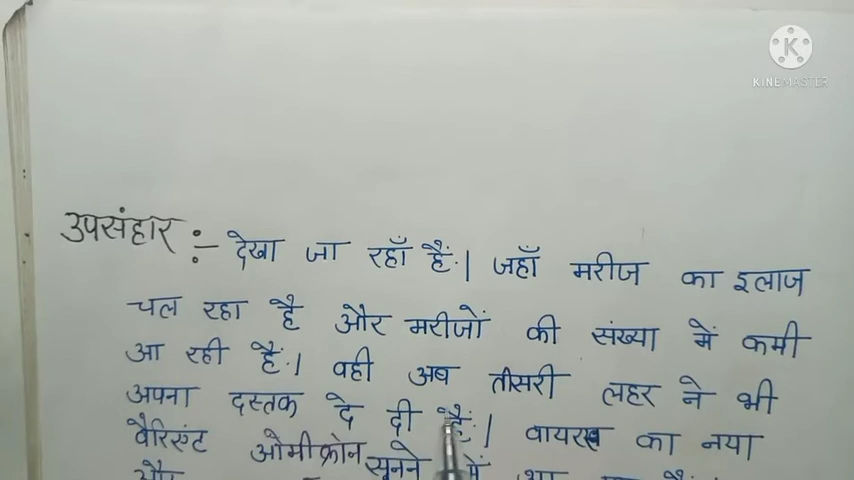 KINEMASTER
उपसंहार :- देखा जा रहाँ हैं.। जहाँ मरीज का इलाज
चल रहा है और मरीजों की संख्या में कमी
आ रही हैं.। वही अब तीसरी लहर ने भी
अपना दस्तक दे दी हैं.। वायरस का नया
वैरिएंट ओमीक्रोन सूनने में